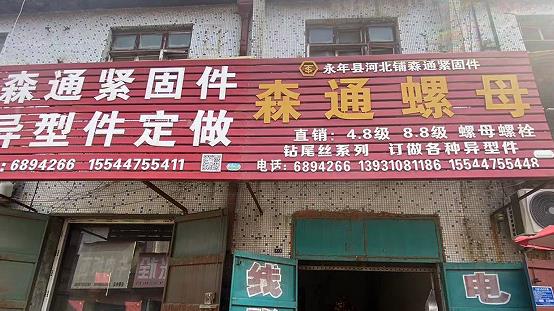 森通紧固件
异型件定做
:6894266 15544755411
永年县河北铺森通紧固件
森通螺母
直销: 4.8级 8.8级 螺母螺栓
钻尾丝系列 订做各种异型件
电话:6894266 13931081186 15544755448
线
电